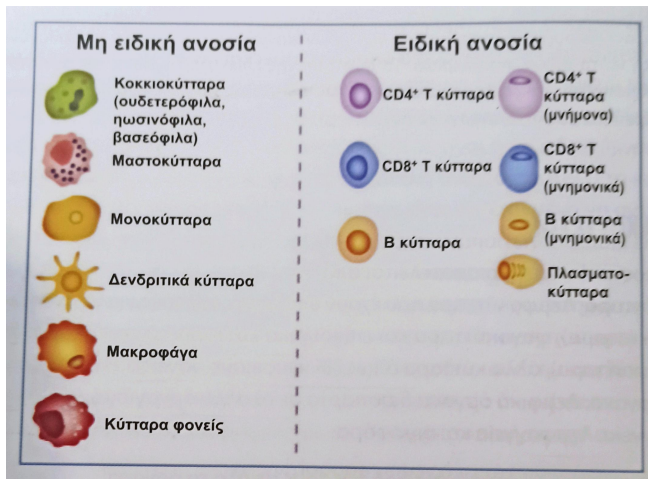 Μη ειδική ανοσία
Κοκκιοκύτταρα
(ουδετερόφιλα,
ηωσινόφιλα,
βασεόφιλα)
Μαστοκύτταρα
Μονοκύτταρα
Δενδριτικά κύτταρα
Μακροφάγα
Κύτταρα φονείς
Ειδική ανοσία
CD4⁺ Τ κύτταρα
CD4⁺ Τ
κύτταρα
(μνήμονα)
CD8⁺ Τ κύτταρα
CD8⁺ Τ
κύτταρα
(μνημονικά)
Β κύτταρα
Β κύτταρα
(μνημονικά)
Πλασματο-
κύτταρα